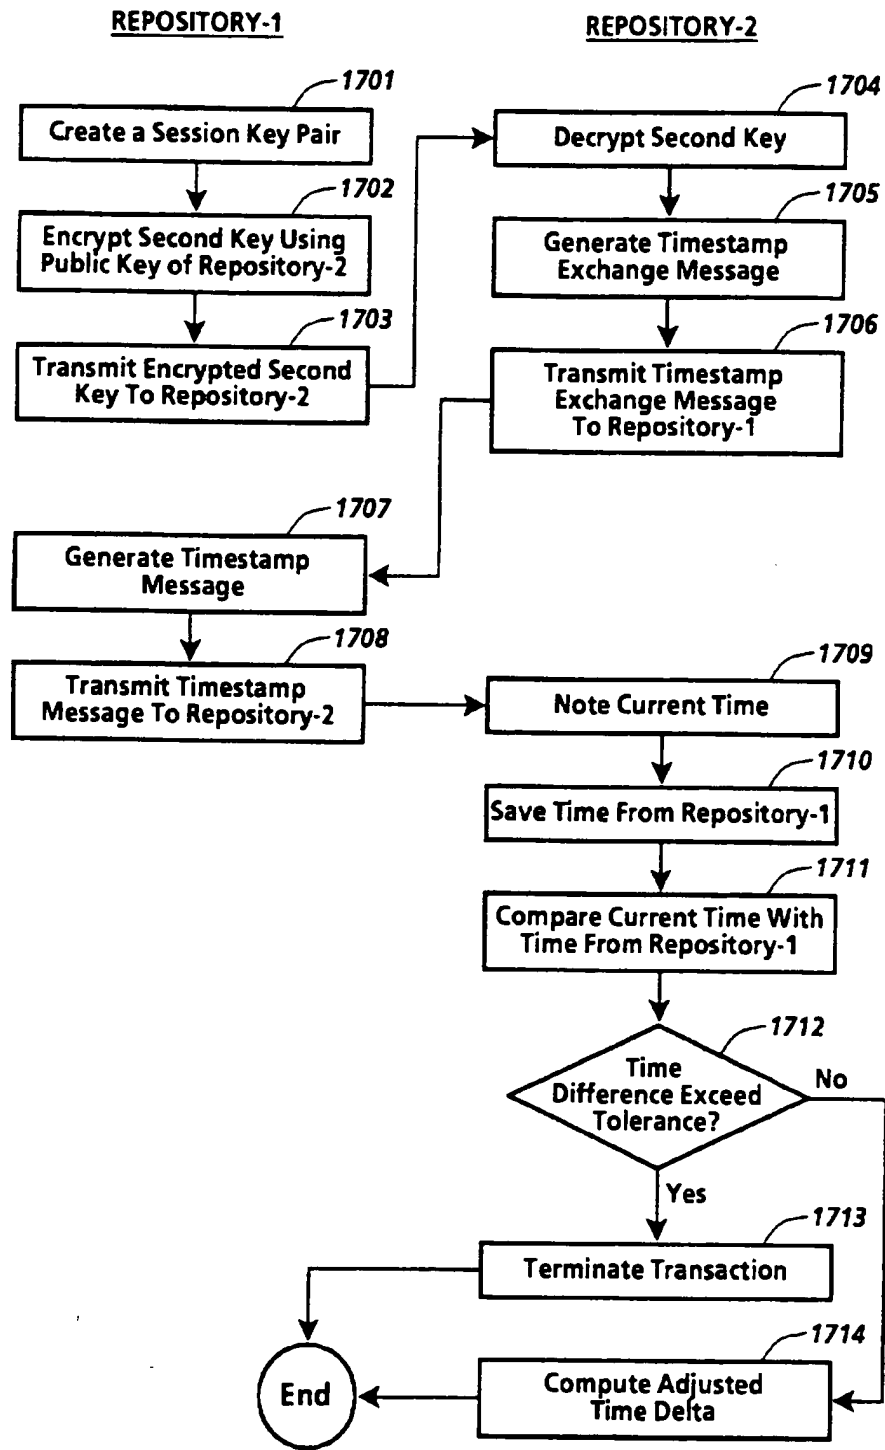 REPOSITORY-1
REPOSITORY-2
1701
Create a Session Key Pair
1702
Encrypt Second Key Using
Public Key of Repository-2
1703
Transmit Encrypted Second
Key To Repository-2
1704
Decrypt Second Key
1705
Generate Timestamp
Exchange Message
1706
Transmit Timestamp
Exchange Message
To Repository-1
1707
Generate Timestamp
Message
1708
Transmit Timestamp
Message To Repository-2
1709
Note Current Time
1710
Save Time From Repository-1
1711
Compare Current Time With
Time From Repository-1
1712
Time
Difference Exceed
Tolerance?
No
Yes
1713
Terminate Transaction
1714
Compute Adjusted
Time Delta
End